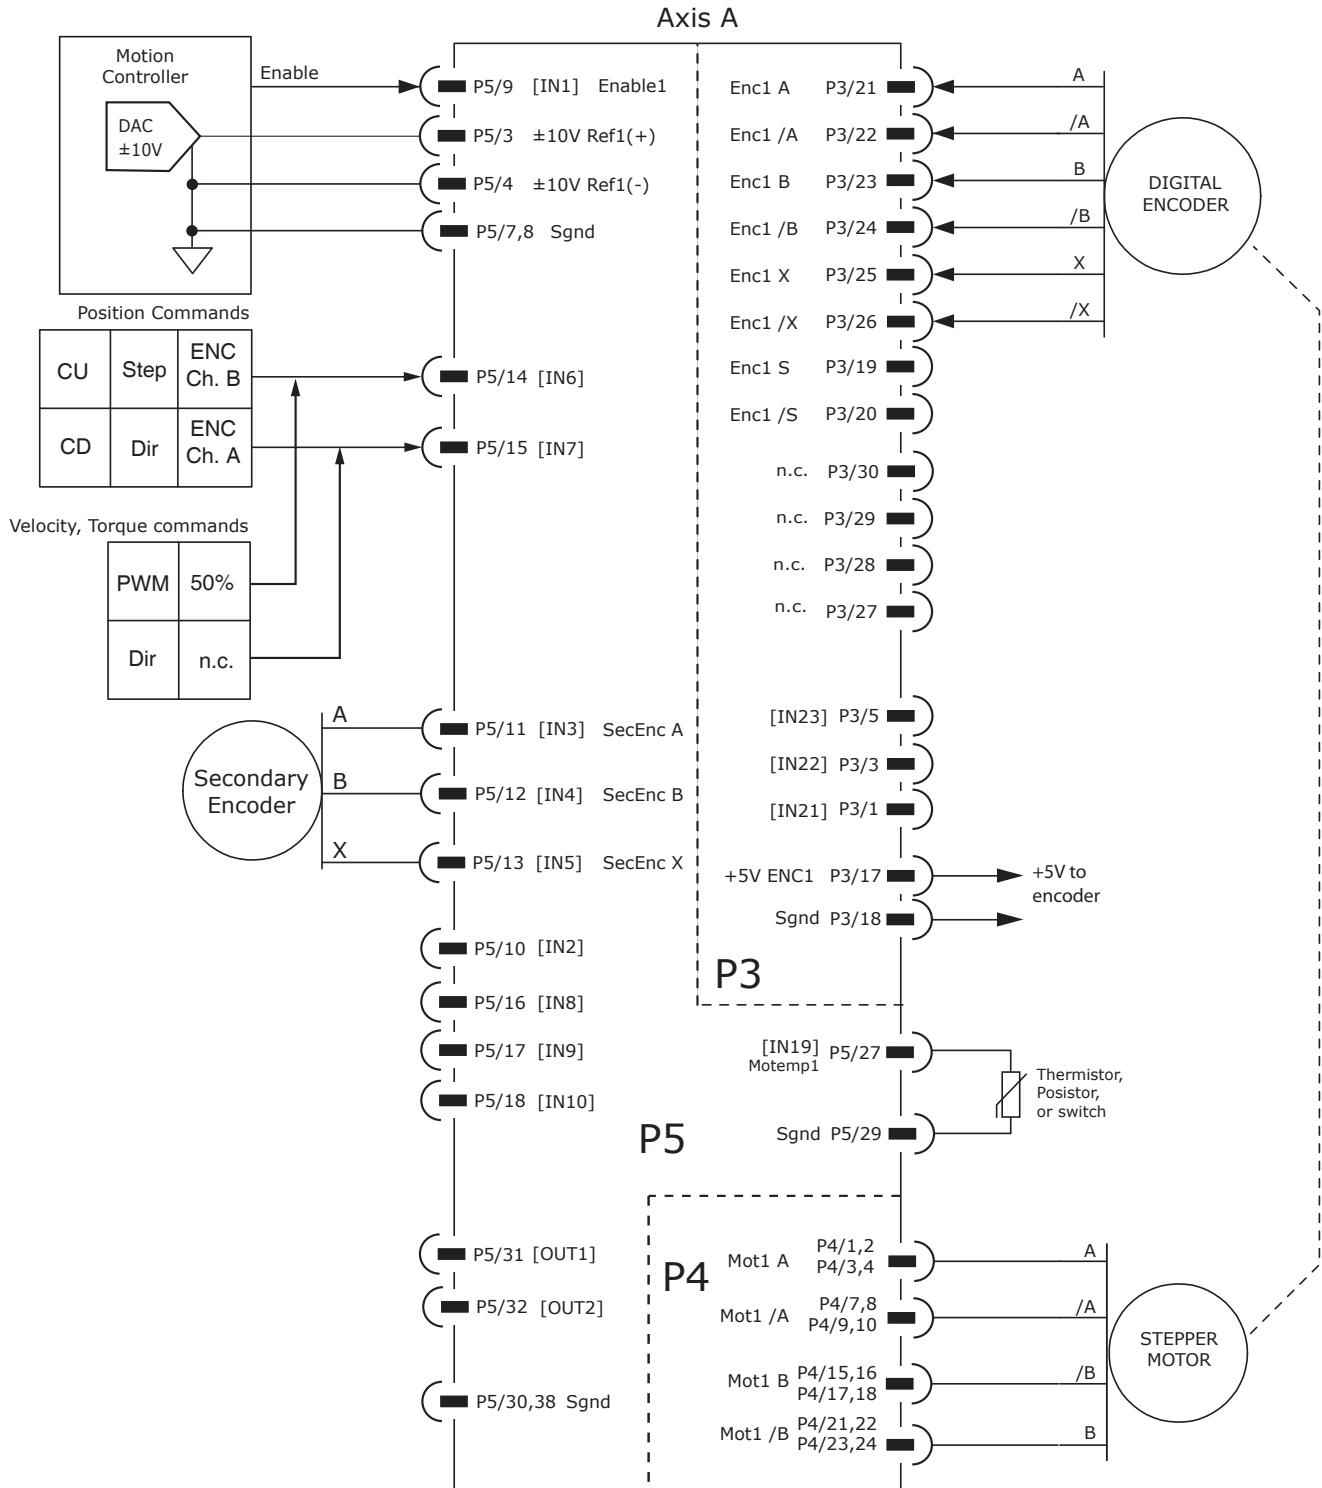 Axis A
Motion
Controller
DAC
±10V
Enable
P5/9 [IN1] Enable1
P5/3 ±10V Ref1(+)
P5/4 ±10V Ref1(-)
P5/7,8 Sgnd
Position Commands
CU Step ENC Ch. B
CD Dir ENC Ch. A
P5/14 [IN6]
P5/15 [IN7]
Velocity, Torque commands
PWM 50%
Dir n.c.
Secondary
Encoder
A
B
X
P5/11 [IN3] SecEnc A
P5/12 [IN4] SecEnc B
P5/13 [IN5] SecEnc X
P5/10 [IN2]
P5/16 [IN8]
P5/17 [IN9]
P5/18 [IN10]
P5/31 [OUT1]
P5/32 [OUT2]
P5/30,38 Sgnd
P5
Enc1 A P3/21
Enc1 /A P3/22
Enc1 B P3/23
Enc1 /B P3/24
Enc1 X P3/25
Enc1 /X P3/26
Enc1 S P3/19
Enc1 /S P3/20
n.c. P3/30
n.c. P3/29
n.c. P3/28
n.c. P3/27
[IN23] P3/5
[IN22] P3/3
[IN21] P3/1
+5V ENC1 P3/17
Sgnd P3/18
P3
A
/A
B
/B
X
/X
DIGITAL
ENCODER
+5V to
encoder
[IN19] P5/27
Motemp1
Sgnd P5/29
Thermistor,
Posistor,
or switch
P4
Mot1 A P4/1,2
P4/3,4
Mot1 /A P4/7,8
P4/9,10
Mot1 B P4/15,16
P4/17,18
Mot1 /B P4/21,22
P4/23,24
A
/A
/B
B
STEPPER
MOTOR